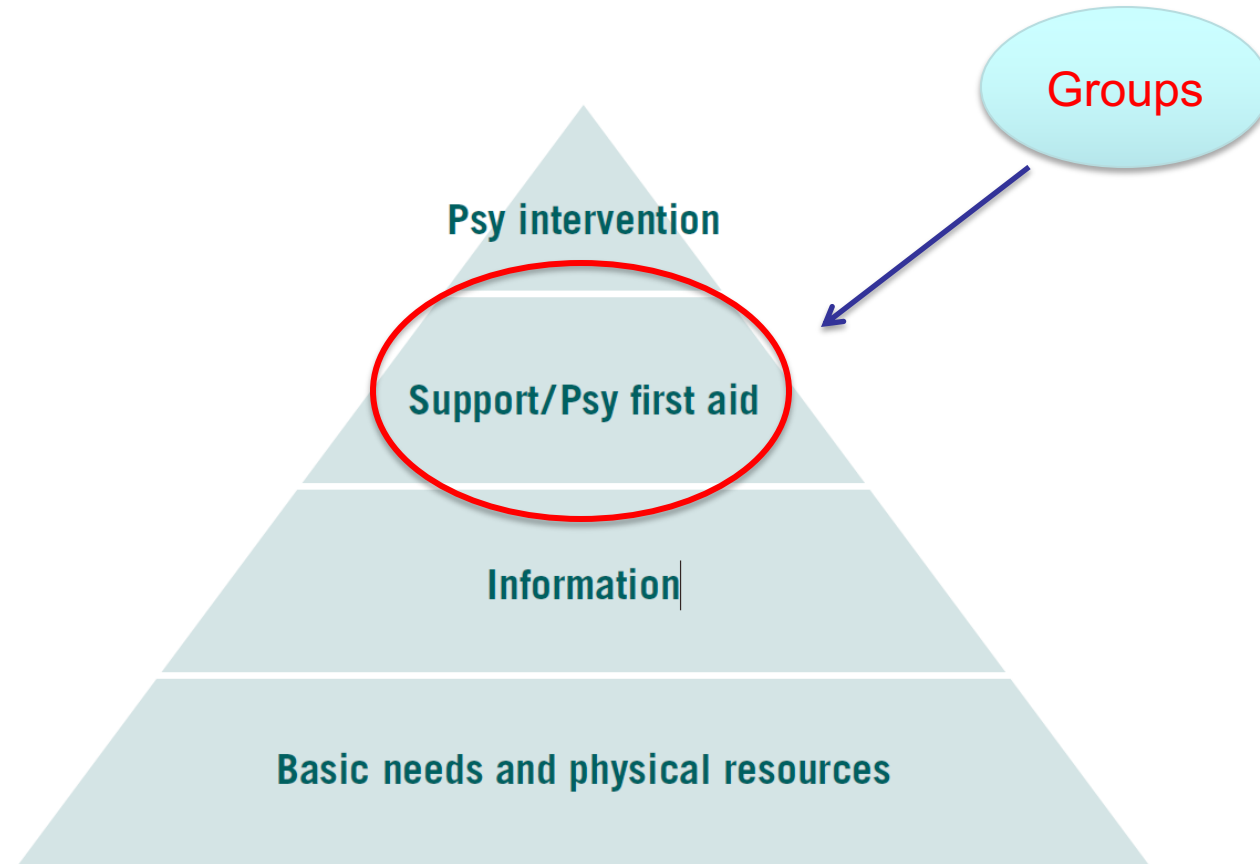 Groups
Psy intervention
Support/Psy first aid
Information
Basic needs and physical resources